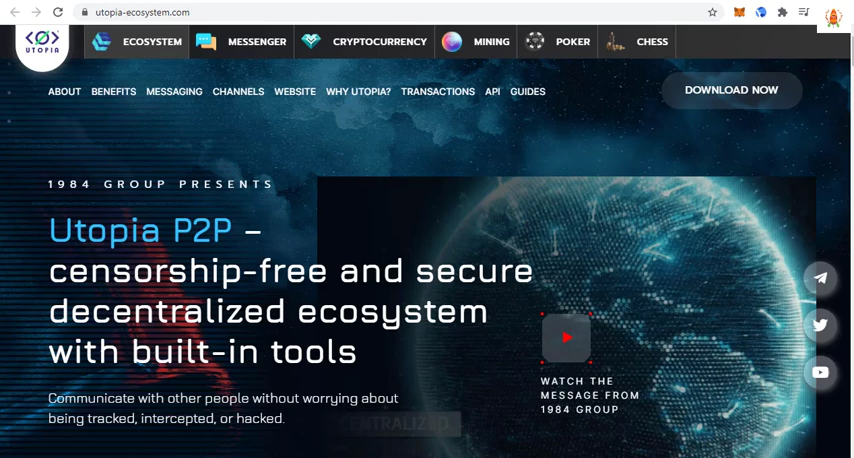 utopia-ecosystem.com
UTOPIA
ECOSYSTEM
MESSENGER
CRYPTOCURRENCY
MINING
POKER
CHESS
ABOUT BENEFITS MESSAGING CHANNELS WEBSITE WHY UTOPIA? TRANSACTIONS API GUIDES
DOWNLOAD NOW
1984 GROUP PRESENTS
Utopia P2P –
censorship-free and secure
decentralized ecosystem
with built-in tools
Communicate with other people without worrying about
being tracked, intercepted, or hacked.
WATCH THE
MESSAGE FROM
1984 GROUP